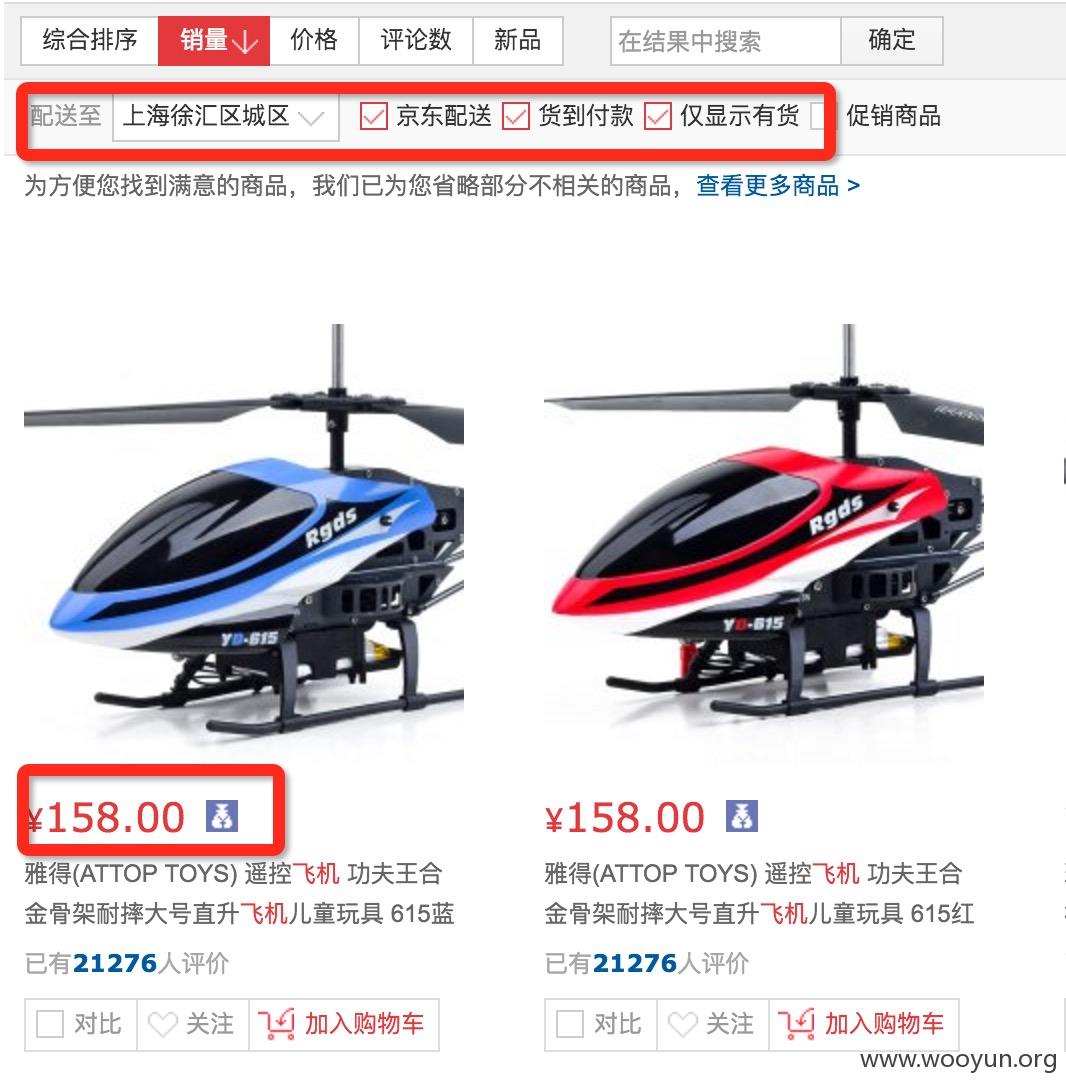 综合排序 销量 价格 评论数 新品 在结果中搜索 确定
配送至 上海徐汇区城区 京东配送 货到付款 仅显示有货 促销商品
为方便您找到满意的商品，我们已为您省略部分不相关的商品，查看更多商品 >
Rgds
YD-615
Rgds
YD-615
¥158.00
¥158.00
雅得(ATTOP TOYS) 遥控飞机 功夫王合
金骨架耐摔大号直升飞机儿童玩具 615蓝
雅得(ATTOP TOYS) 遥控飞机 功夫王合
金骨架耐摔大号直升飞机儿童玩具 615红
已有21276人评价
已有21276人评价
对比 关注 加入购物车
对比 关注 加入购物车
www.wooyun.org